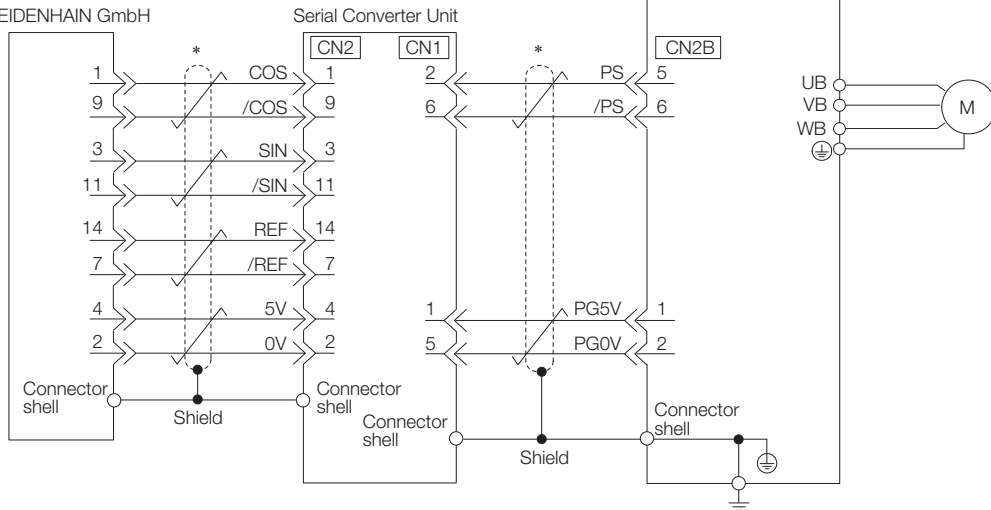 EIDENHAIN GmbH
Serial Converter Unit
CN2
CN1
CN2B
*
*
1
COS
1
2
PS
5
9
/COS
9
6
/PS
6
3
SIN
3
11
/SIN
11
14
REF
14
7
/REF
7
4
5V
4
1
PG5V
1
2
0V
2
5
PG0V
2
Connector
shell
Shield
Connector
shell
Connector
shell
Shield
Connector
shell
UB
VB
WB
M